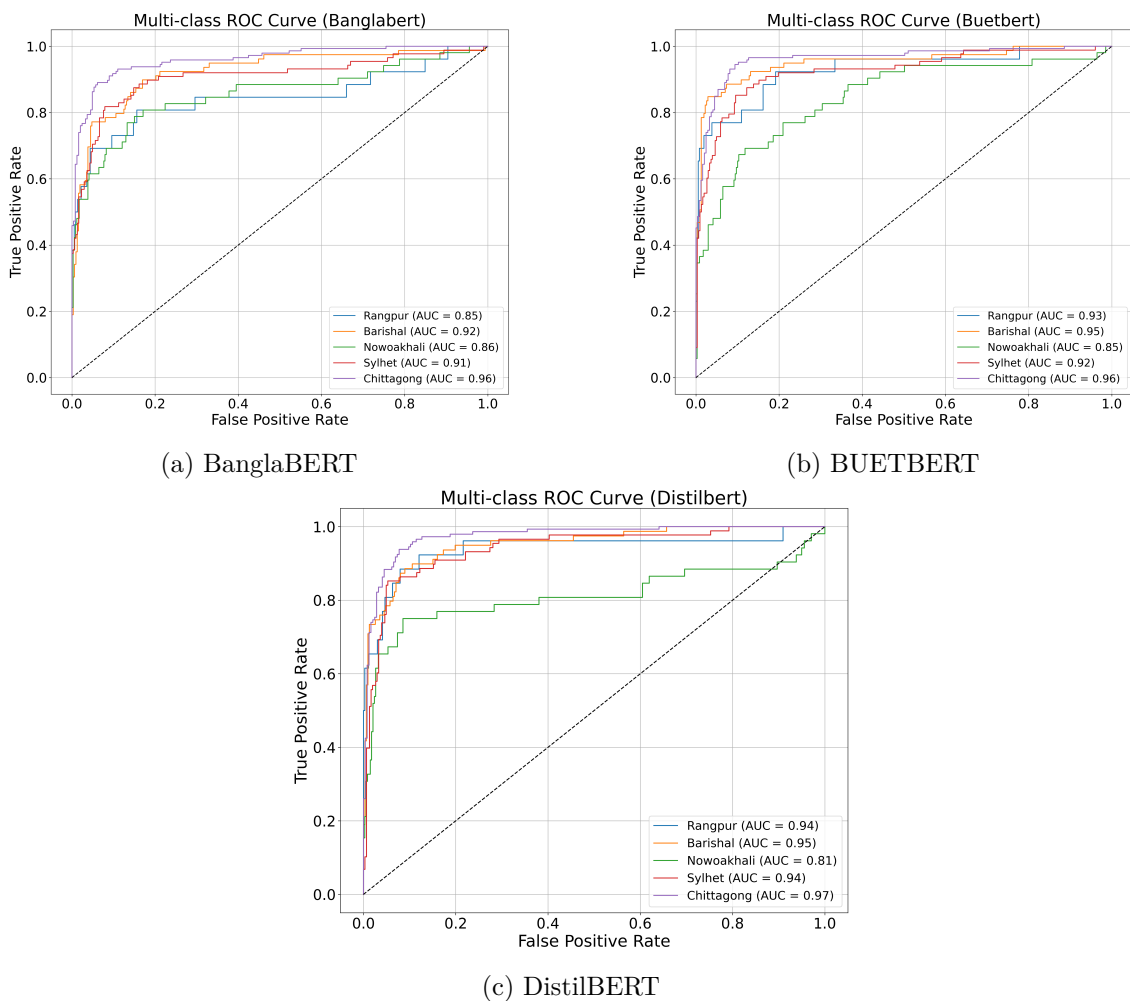 Multi-class ROC Curve (Banglabert)
True Positive Rate
1.0
0.8
0.6
0.4
0.2
0.0
Rangpur (AUC = 0.85)
Barishal (AUC = 0.92)
Nowoakhali (AUC = 0.86)
Sylhet (AUC = 0.91)
Chittagong (AUC = 0.96)
0.0 0.2 0.4 0.6 0.8 1.0
False Positive Rate
(a) BanglaBERT
Multi-class ROC Curve (Buetbert)
True Positive Rate
1.0
0.8
0.6
0.4
0.2
0.0
Rangpur (AUC = 0.93)
Barishal (AUC = 0.95)
Nowoakhali (AUC = 0.85)
Sylhet (AUC = 0.92)
Chittagong (AUC = 0.96)
0.0 0.2 0.4 0.6 0.8 1.0
False Positive Rate
(b) BUETBERT
Multi-class ROC Curve (Distilbert)
True Positive Rate
1.0
0.8
0.6
0.4
0.2
0.0
Rangpur (AUC = 0.94)
Barishal (AUC = 0.95)
Nowoakhali (AUC = 0.81)
Sylhet (AUC = 0.94)
Chittagong (AUC = 0.97)
0.0 0.2 0.4 0.6 0.8 1.0
False Positive Rate
(c) DistilBERT